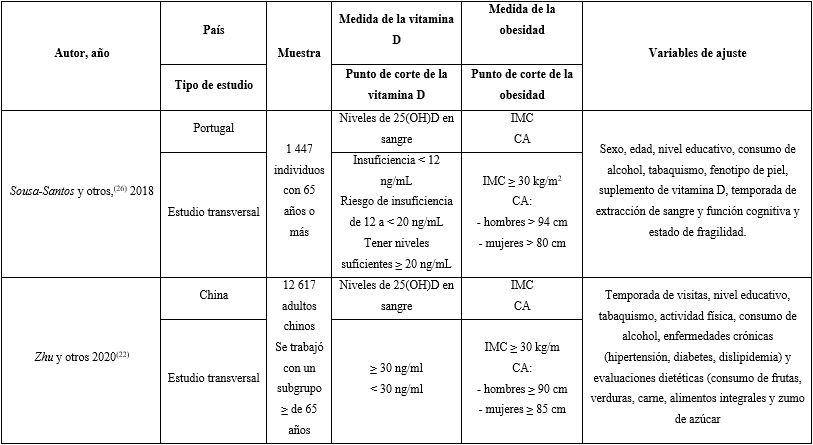 Autor, año
País
Tipo de estudio
Muestra
Medida de la vitamina
D
Punto de corte de la
vitamina D
Medida de la
obesidad
Punto de corte de la
obesidad
Variables de ajuste
Sousa-Santos y otros,(26) 2018
Portugal
Estudio transversal
1 447
individuos
con 65
años o
más
Niveles de 25(OH)D en
sangre
Insuficiencia < 12
ng/mL
Riesgo de insuficiencia
de 12 a < 20 ng/mL
Tener niveles
suficientes ≥ 20 ng/mL
IMC
CA
IMC ≥ 30 kg/m2
CA:
- hombres > 94 cm
- mujeres > 80 cm
Sexo, edad, nivel educativo, consumo de
alcohol, tabaquismo, fenotipo de piel,
suplemento de vitamina D, temporada de
extracción de sangre y función cognitiva y
estado de fragilidad.
Zhu y otros 2020(22)
China
Estudio transversal
12 617
adultos
chinos
Se trabajó
con un
subgrupo
≥ de 65
años
Niveles de 25(OH)D en
sangre
≥ 30 ng/ml
< 30 ng/ml
IMC
CA
IMC ≥ 30 kg/m
CA:
- hombres ≥ 90 cm
- mujeres ≥ 85 cm
Temporada de visitas, nivel educativo,
tabaquismo, actividad física, consumo de
alcohol, enfermedades crónicas
(hipertensión, diabetes, dislipidemia) y
evaluaciones dietéticas (consumo de frutas,
verduras, carne, alimentos integrales y zumo
de azúcar